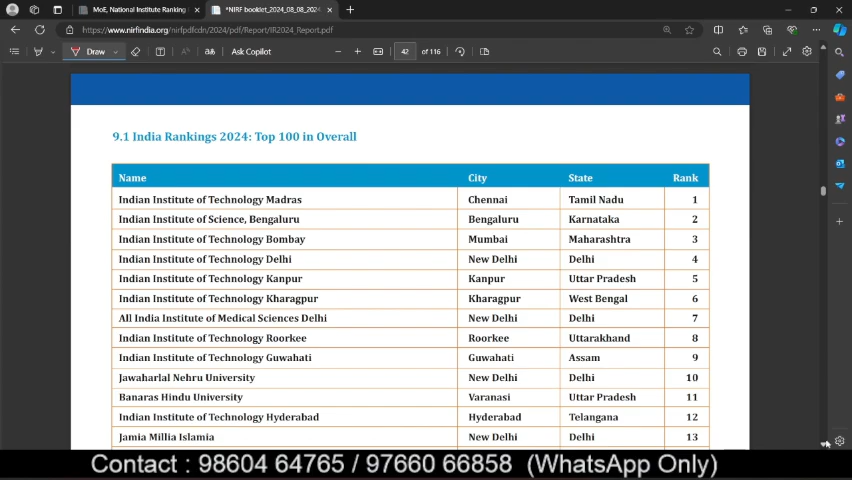 MoE, National Institute Ranking
*NIRF booklet_2024_08_08_2024
https://www.nirfindia.org/nirfpdfcdn/2024/pdf/Report/IR2024_Report.pdf
Draw
Ask Copilot
42 of 116
9.1 India Rankings 2024: Top 100 in Overall
Name City State Rank
Indian Institute of Technology Madras Chennai Tamil Nadu 1
Indian Institute of Science, Bengaluru Bengaluru Karnataka 2
Indian Institute of Technology Bombay Mumbai Maharashtra 3
Indian Institute of Technology Delhi New Delhi Delhi 4
Indian Institute of Technology Kanpur Kanpur Uttar Pradesh 5
Indian Institute of Technology Kharagpur Kharagpur West Bengal 6
All India Institute of Medical Sciences Delhi New Delhi Delhi 7
Indian Institute of Technology Roorkee Roorkee Uttarakhand 8
Indian Institute of Technology Guwahati Guwahati Assam 9
Jawaharlal Nehru University New Delhi Delhi 10
Banaras Hindu University Varanasi Uttar Pradesh 11
Indian Institute of Technology Hyderabad Hyderabad Telangana 12
Jamia Millia Islamia New Delhi Delhi 13
Contact : 98604 64765 / 97660 66858 (WhatsApp Only)